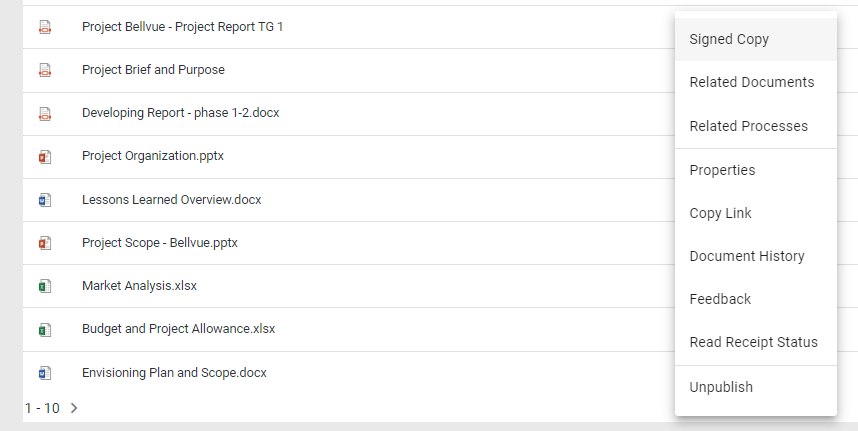 Project Bellvue - Project Report TG 1
Project Brief and Purpose
Developing Report - phase 1-2.docx
Project Organization.pptx
Lessons Learned Overview.docx
Project Scope - Bellvue.pptx
Market Analysis.xlsx
Budget and Project Allowance.xlsx
Envisioning Plan and Scope.docx
1 - 10
Signed Copy
Related Documents
Related Processes
Properties
Copy Link
Document History
Feedback
Read Receipt Status
Unpublish